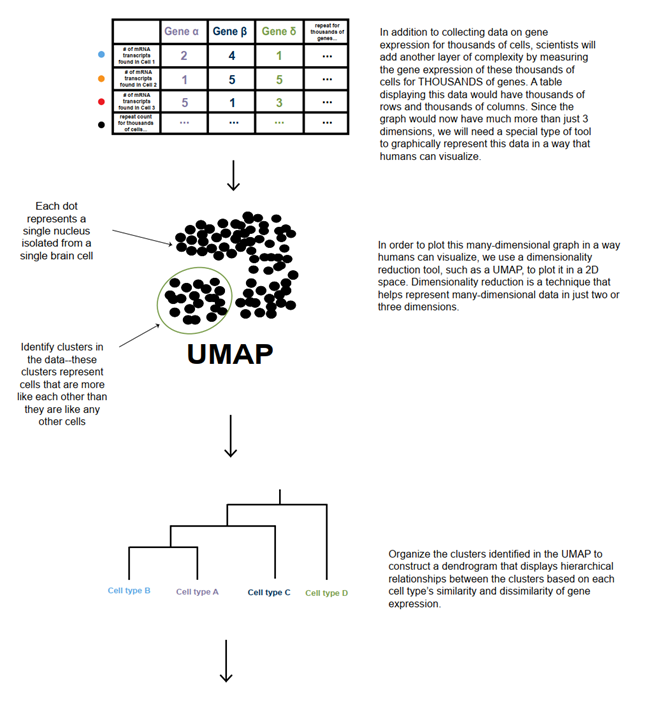 Gene α Gene β Gene δ repeat for
thousands of
genes...
# of mRNA
transcripts
found in Cell 1
2 4 1 ...
# of mRNA
transcripts
found in Cell 2
1 5 5 ...
# of mRNA
transcripts
found in Cell 3
5 1 3 ...
repeat count
for thousands
of cells...
... ... ... ...
In addition to collecting data on gene
expression for thousands of cells, scientists will
add another layer of complexity by measuring
the gene expression of these thousands of
cells for THOUSANDS of genes. A table
displaying this data would have thousands of
rows and thousands of columns. Since the
graph would now have much more than just 3
dimensions, we will need a special type of tool
to graphically represent this data in a way that
humans can visualize.
Each dot
represents a
single nucleus
isolated from a
single brain cell
In order to plot this many-dimensional graph in a way
humans can visualize, we use a dimensionality
reduction tool, such as a UMAP, to plot it in a 2D
space. Dimensionality reduction is a technique that
helps represent many-dimensional data in just two or
three dimensions.
Identify clusters in
the data--these
clusters represent
cells that are more
like each other than
they are like any
other cells
UMAP
Cell type B Cell type A Cell type C Cell type D
Organize the clusters identified in the UMAP to
construct a dendrogram that displays hierarchical
relationships between the clusters based on each
cell type's similarity and dissimilarity of gene
expression.